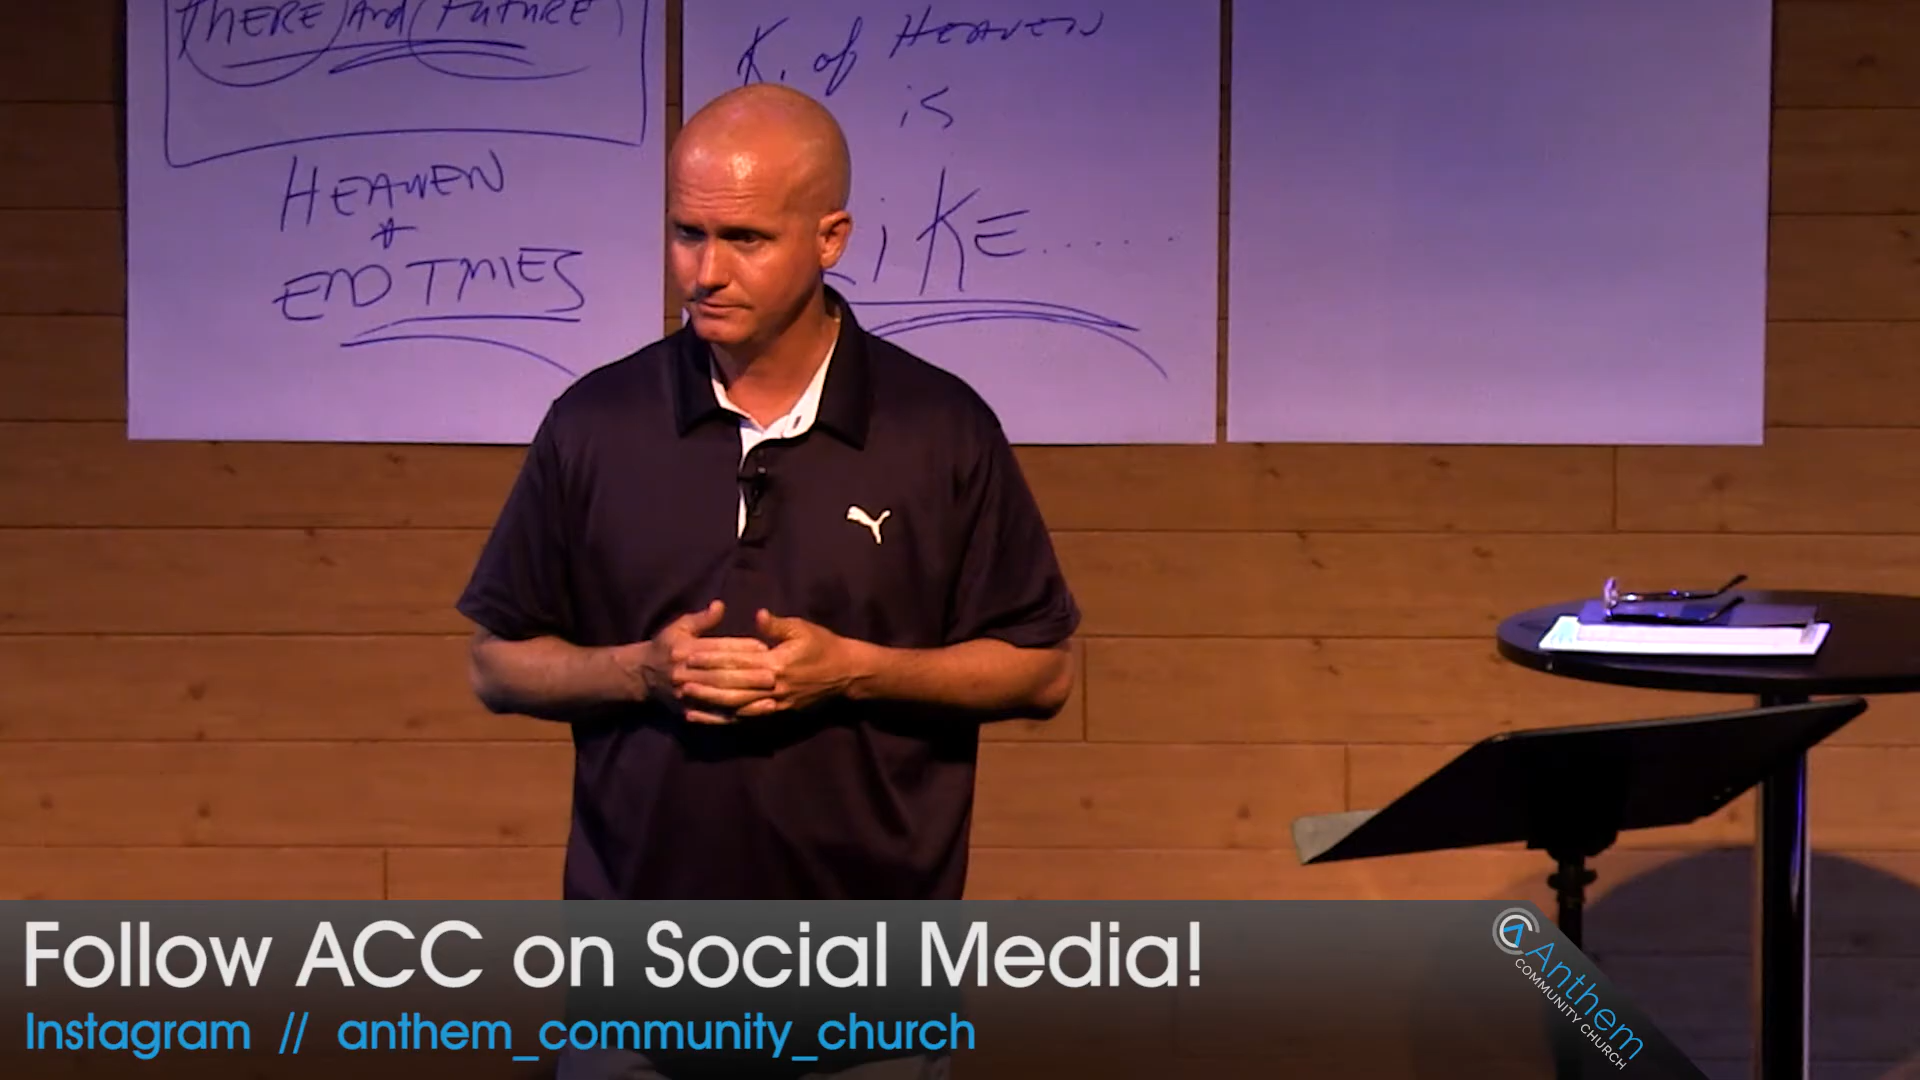 THERE And FUTURE
HEAVEN
+
END TIMES
K. of HEAVEN
is
LIKE......
Follow ACC on Social Media!
Instagram // anthem_community_church
Anthem
COMMUNITY CHURCH